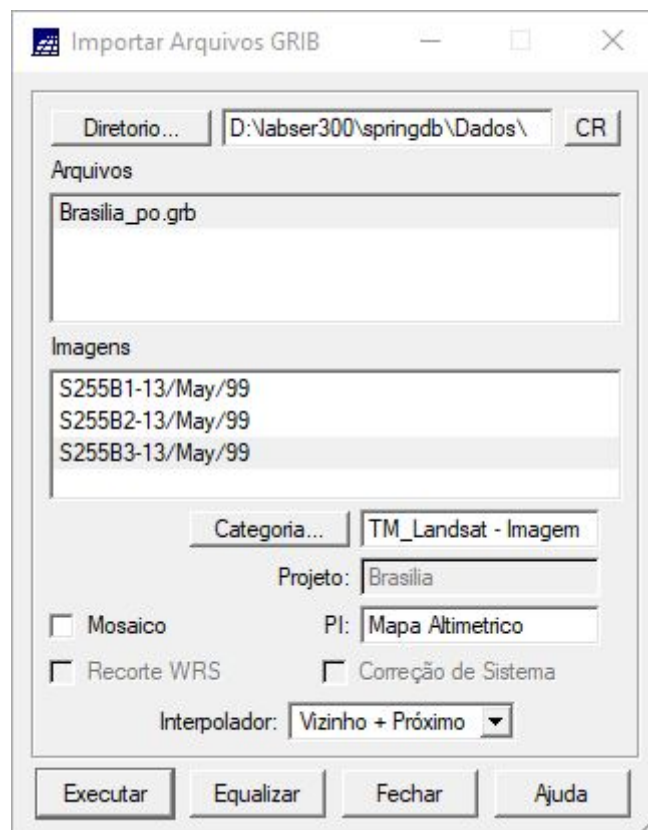 Importar Arquivos GRIB
Diretorio... D:\labser300\springdb\Dados\ CR
Arquivos
Brasilia_po.grb
Imagens
S255B1-13/May/99
S255B2-13/May/99
S255B3-13/May/99
Categoria... TM_Landsat - Imagem
Projeto: Brasilia
Mosaico PI: Mapa Altimetrico
Recorte WRS Correção de Sistema
Interpolador: Vizinho + Próximo
Executar Equalizar Fechar Ajuda